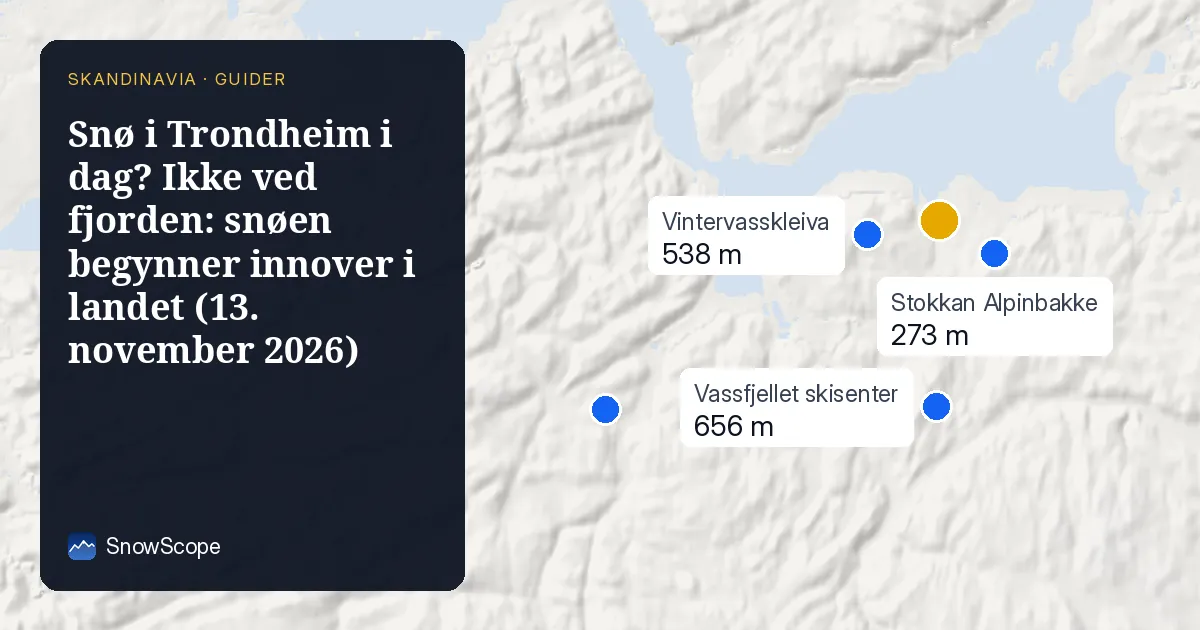 SKANDINAVIA · GUIDER
Snø i Trondheim i
dag? Ikke ved
fjorden: snøen
begynner innover i
landet (13.
november 2026)
SnowScope
Vintervasskleiva
538 m
Stokkan Alpinbakke
273 m
Vassfjellet skisenter
656 m